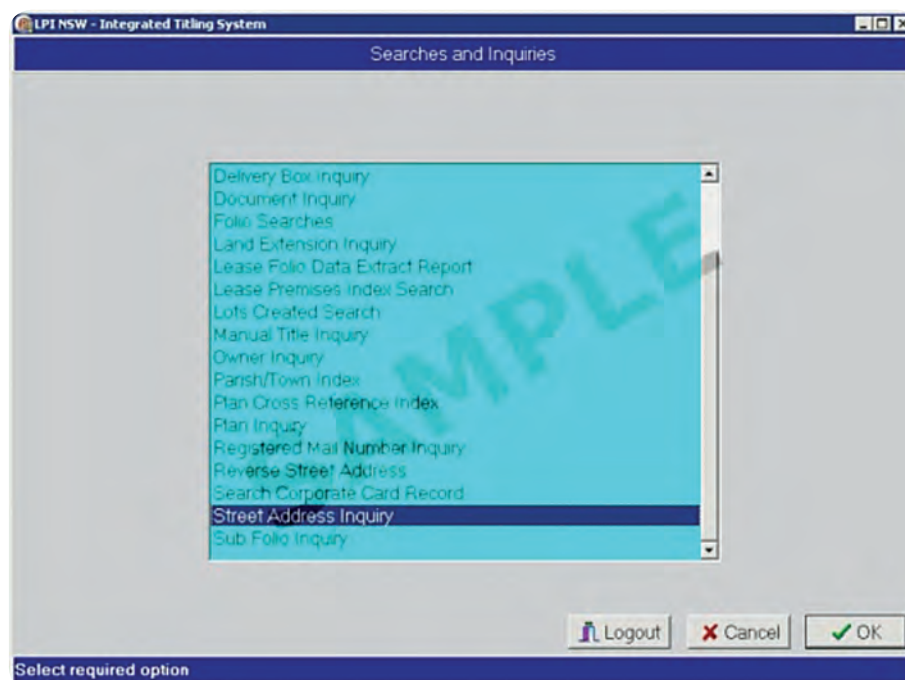 LPI NSW - Integrated Titling System
Searches and Inquiries
Delivery Box Inquiry
Document Inquiry
Folio Searches
Land Extension Inquiry
Lease Folio Data Extract Report
Lease Premises Index Search
Lots Created Search
Manual Title Inquiry
Owner Inquiry
Parish/Town Index
Plan Cross Reference Index
Plan Inquiry
Registered Mail Number Inquiry
Reverse Street Address
Search Corporate Card Record
Street Address Inquiry
Sub Folio Inquiry
SAMPLE
Logout
Cancel
OK
Select required option